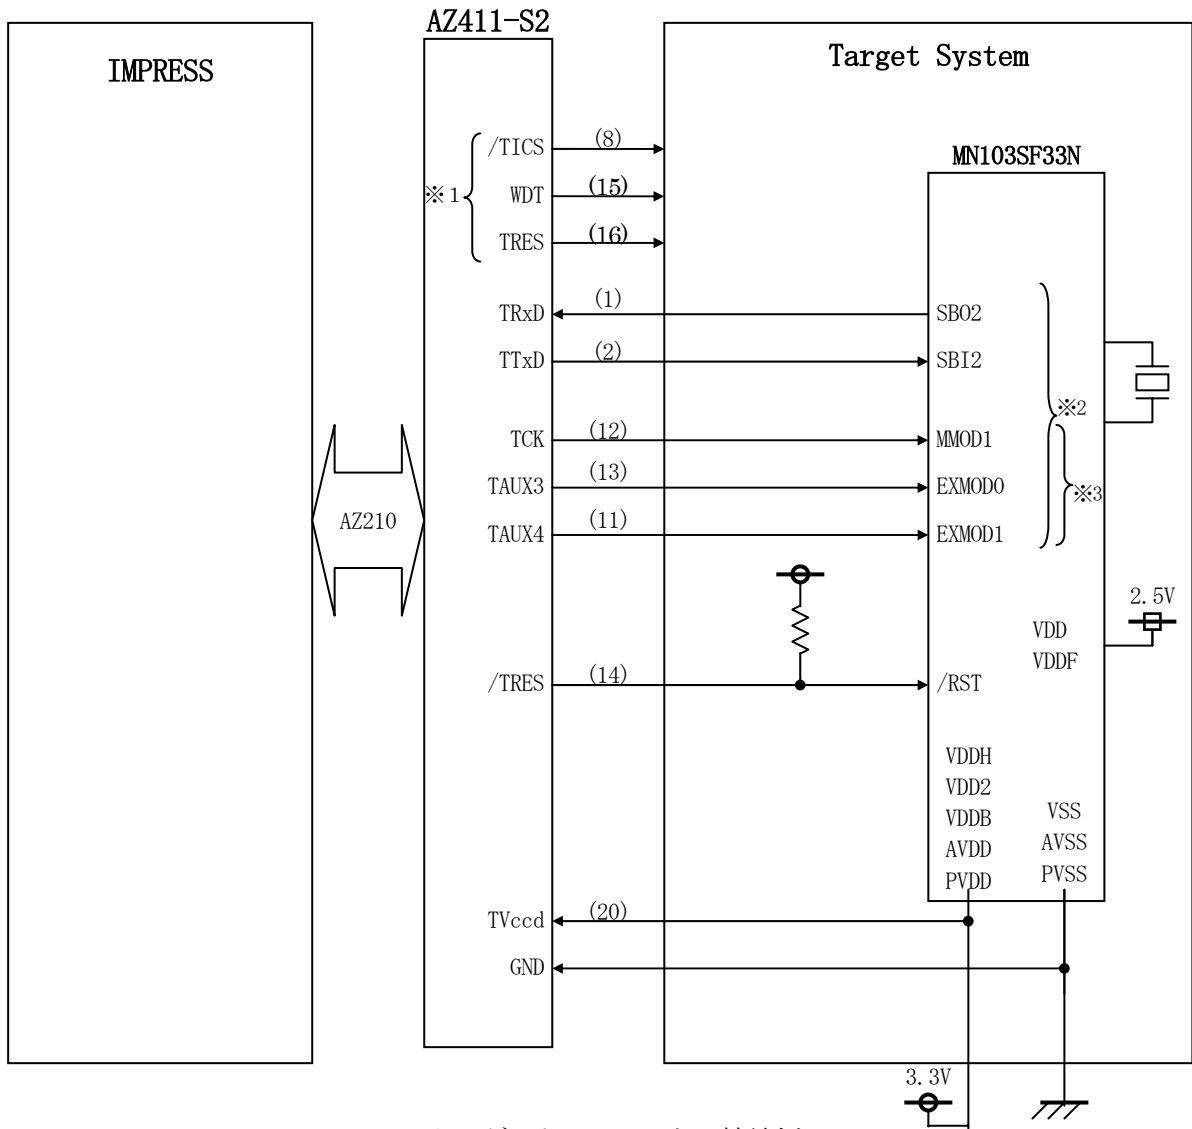 AZ411-S2
IMPRESS
Target System
MN103SF33N
/TICS
(8)
※1
WDT
(15)
TRES
(16)
TRxD
(1)
SBO2
TTxD
(2)
SBI2
※2
TCK
(12)
MMOD1
TAUX3
(13)
EXMOD0
※3
AZ210
TAUX4
(11)
EXMOD1
2.5V
VDD
VDDF
/TRES
(14)
/RST
VDDH
VDD2
VDDB
AVDD
PVDD
VSS
AVSS
PVSS
TVccd
(20)
GND
3.3V